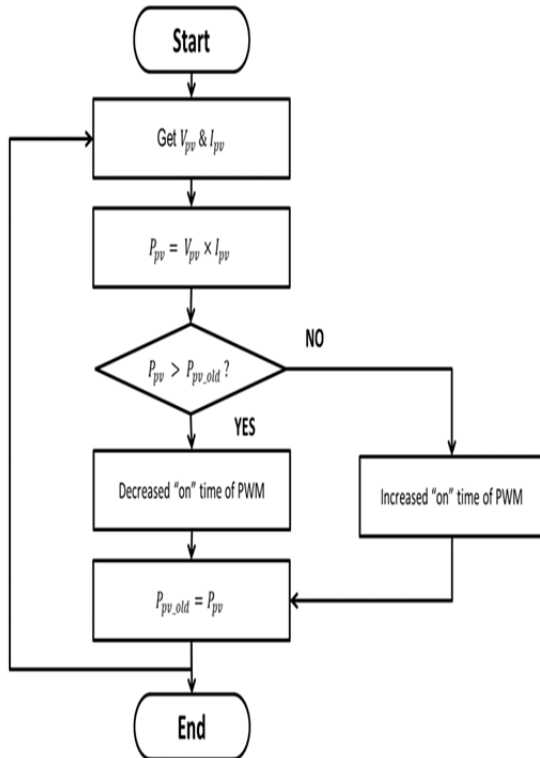 Start
Get V_pv & I_pv
P_pv = V_pv × I_pv
NO
P_pv > P_pv_old ?
YES
Decreased “on” time of PWM
Increased “on” time of PWM
P_pv_old = P_pv
End